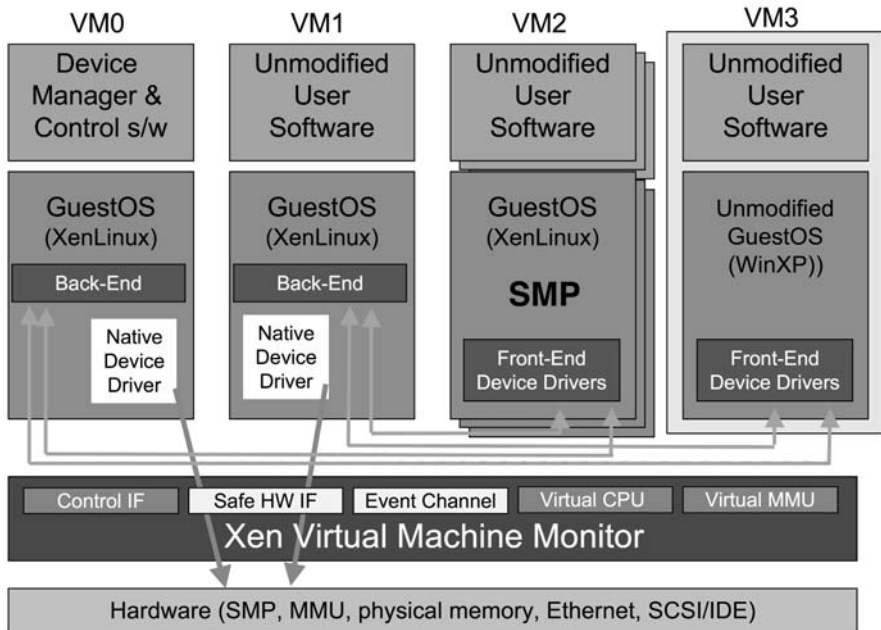 VM0
VM1
VM2
VM3
Device
Manager &
Control s/w
Unmodified
User
Software
Unmodified
User
Software
Unmodified
User
Software
GuestOS
(XenLinux)
Back-End
Native
Device
Driver
GuestOS
(XenLinux)
Back-End
Native
Device
Driver
GuestOS
(XenLinux)
SMP
Front-End
Device Drivers
Unmodified
GuestOS
(WinXP))
Front-End
Device Drivers
Control IF
Safe HW IF
Event Channel
Virtual CPU
Virtual MMU
Xen Virtual Machine Monitor
Hardware (SMP, MMU, physical memory, Ethernet, SCSI/IDE)